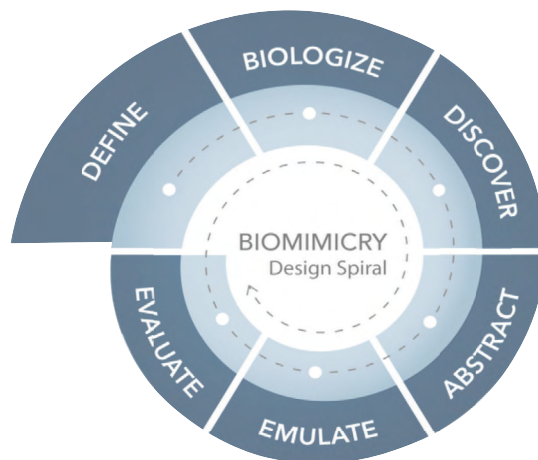 DEFINE
BIOLOGIZE
DISCOVER
ABSTRACT
EMULATE
EVALUATE
BIOMIMICRY
Design Spiral